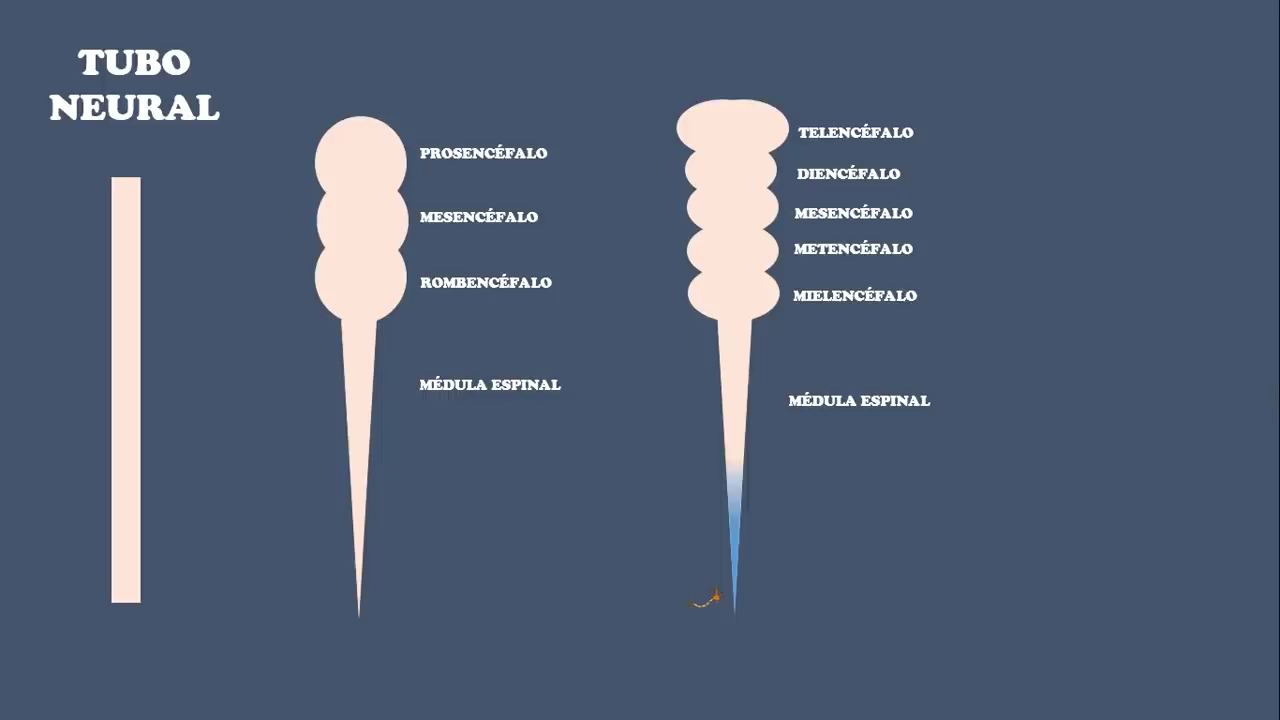 TUBO
NEURAL
PROSENCÉFALO
MESENCÉFALO
ROMBENCÉFALO
MÉDULA ESPINAL
TELENCÉFALO
DIENCÉFALO
MESENCÉFALO
METENCÉFALO
MIELENCÉFALO
MÉDULA ESPINAL